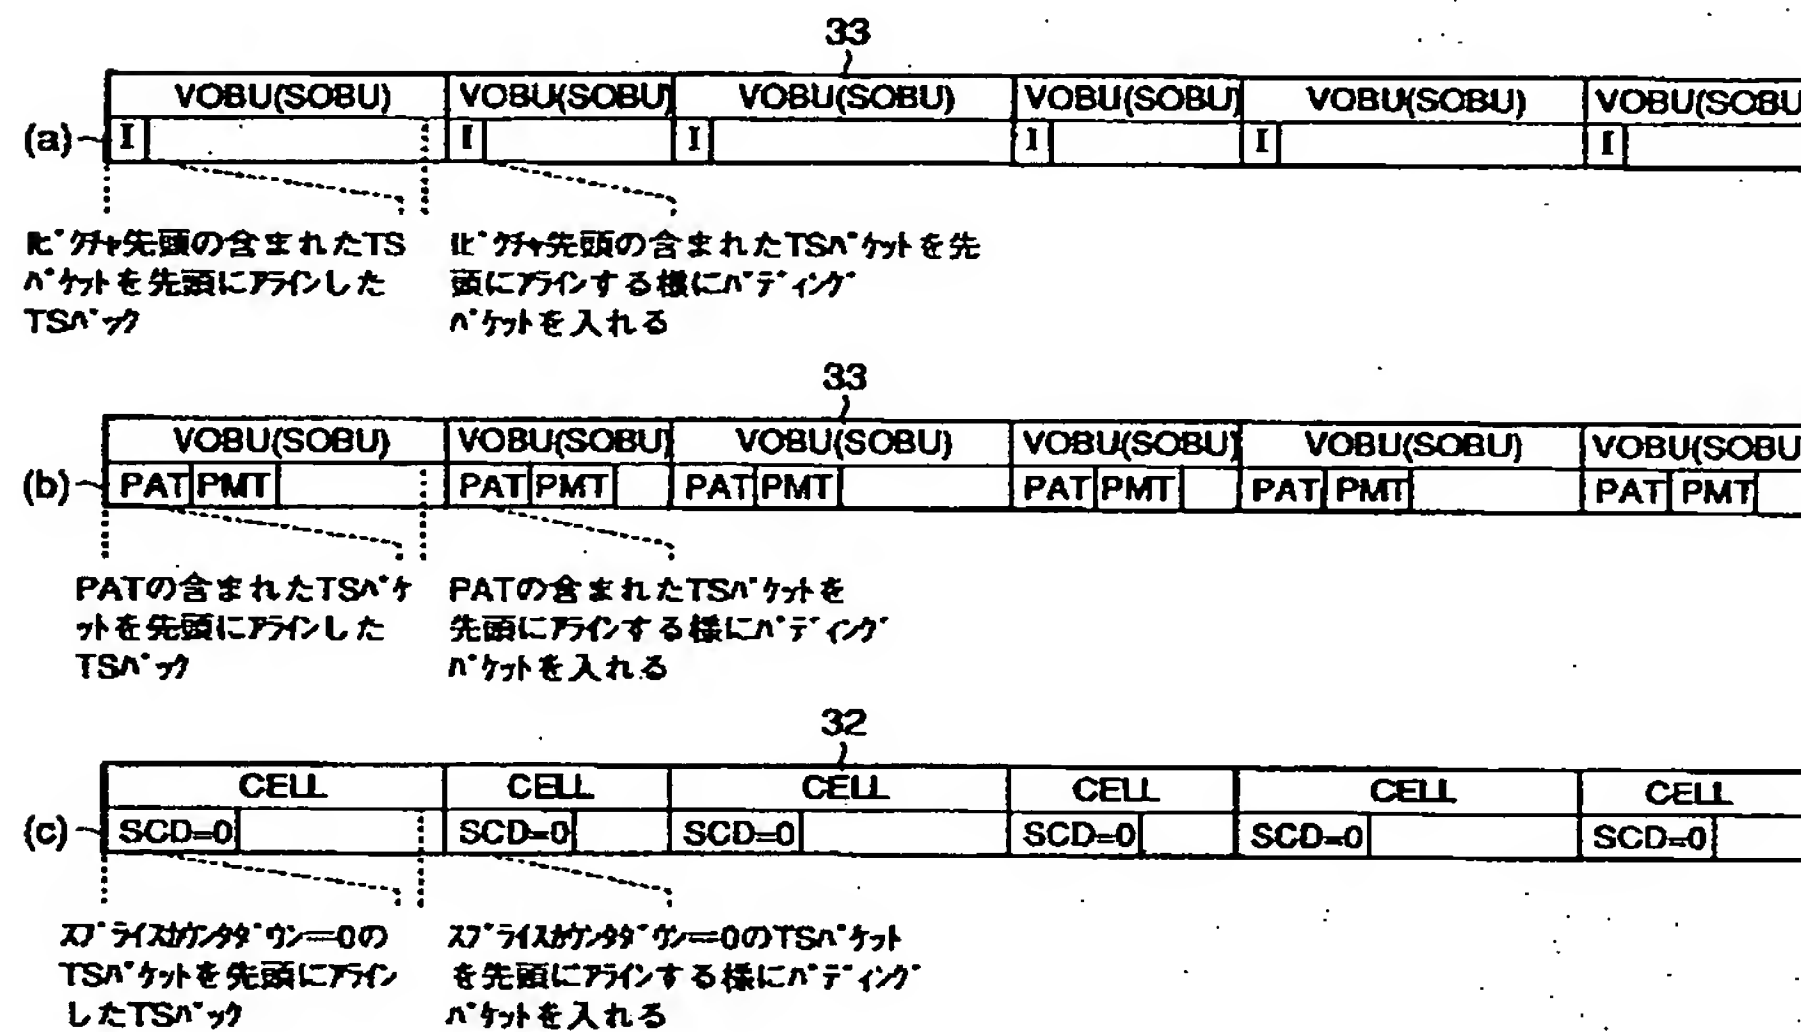 33
VOBU(SOBU) VOBU(SOBU) VOBU(SOBU) VOBU(SOBU) VOBU(SOBU) VOBU(SOBU
(a) I I I I I I
Iピクチャ先頭の含まれたTS
パケットを先頭にアラインした
TSパック
Iピクチャ先頭の含まれたTSパケットを先
頭にアラインする様にパディング
パケットを入れる
33
VOBU(SOBU) VOBU(SOBU) VOBU(SOBU) VOBU(SOBU) VOBU(SOBU) VOBU(SOBU
(b) PAT PMT PAT PMT PAT PMT PAT PMT PAT PMT PAT PMT
PATの含まれたTSパケ
ットを先頭にアラインした
TSパック
PATの含まれたTSパケットを
先頭にアラインする様にパディング
パケットを入れる
32
CELL CELL CELL CELL CELL CELL
(c) SCD=0 SCD=0 SCD=0 SCD=0 SCD=0 SCD=0
スプライスカウンタダウン=0の
TSパケットを先頭にアライン
したTSパック
スプライスカウンタダウン=0のTSパケット
を先頭にアラインする様にパディング
パケットを入れる